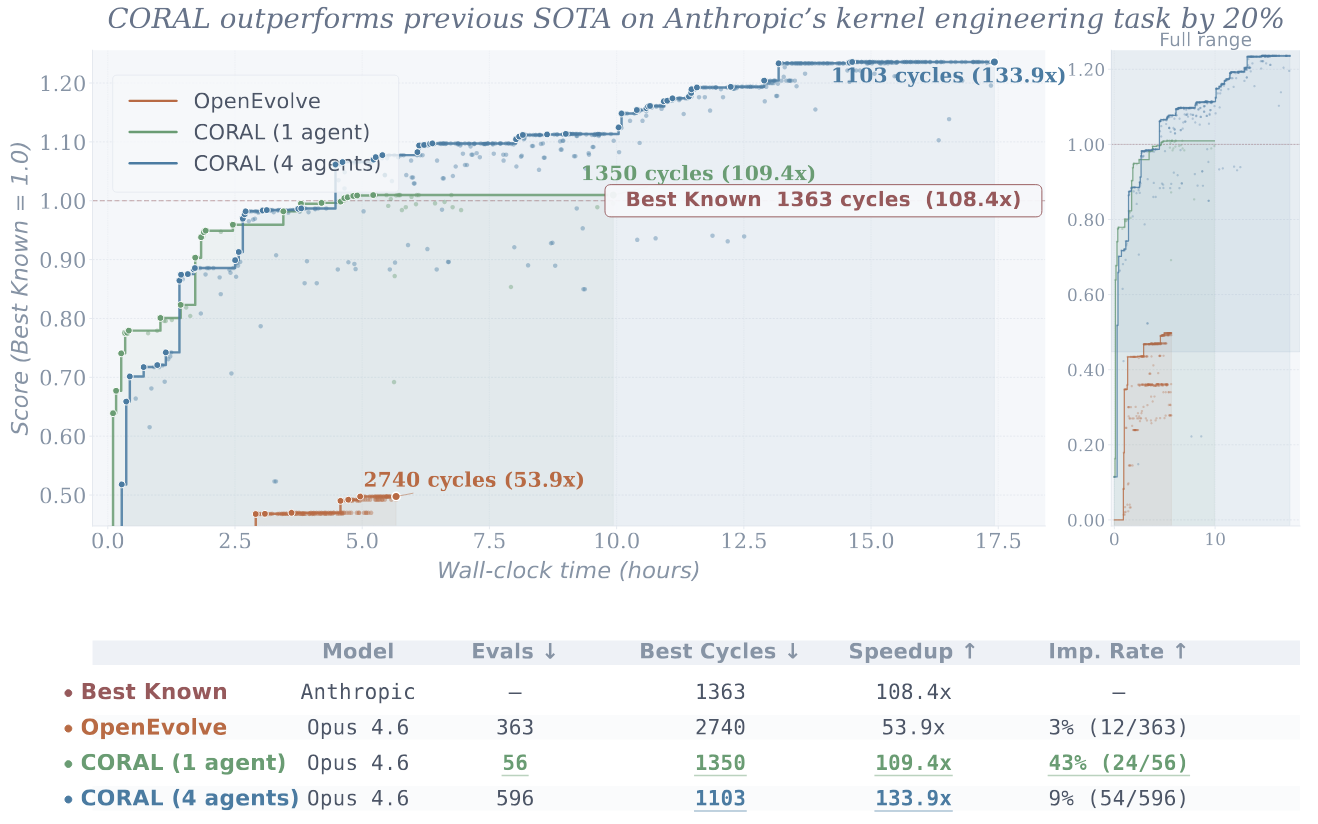 CORAL outperforms previous SOTA on Anthropic’s kernel engineering task by 20%
Full range
OpenEvolve
CORAL (1 agent)
CORAL (4 agents)
1103 cycles (133.9x)
1350 cycles (109.4x)
Best Known 1363 cycles (108.4x)
2740 cycles (53.9x)
Score (Best Known = 1.0)
1.20
1.10
1.00
0.90
0.80
0.70
0.60
0.50
0.0 2.5 5.0 7.5 10.0 12.5 15.0 17.5
Wall-clock time (hours)
1.20
1.00
0.80
0.60
0.40
0.20
0.00
0 10
Model Evals ↓ Best Cycles ↓ Speedup ↑ Imp. Rate ↑
• Best Known Anthropic — 1363 108.4x —
• OpenEvolve Opus 4.6 363 2740 53.9x 3% (12/363)
• CORAL (1 agent) Opus 4.6 56 1350 109.4x 43% (24/56)
• CORAL (4 agents) Opus 4.6 596 1103 133.9x 9% (54/596)